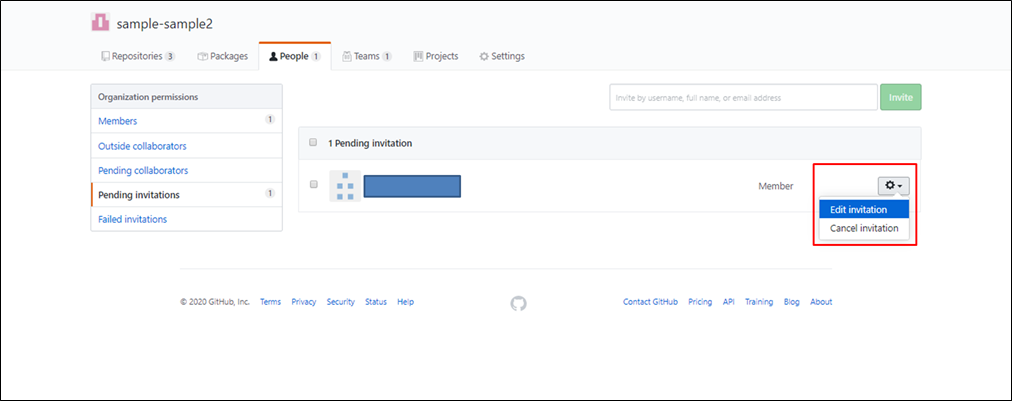 sample-sample2
Repositories 3 Packages People 1 Teams 1 Projects Settings
Organization permissions
Members 1
Outside collaborators
Pending collaborators
Pending invitations 1
Failed invitations
Invite by username, full name, or email address Invite
1 Pending invitation
Member
Edit invitation
Cancel invitation
© 2020 GitHub, Inc. Terms Privacy Security Status Help Contact GitHub Pricing API Training Blog About